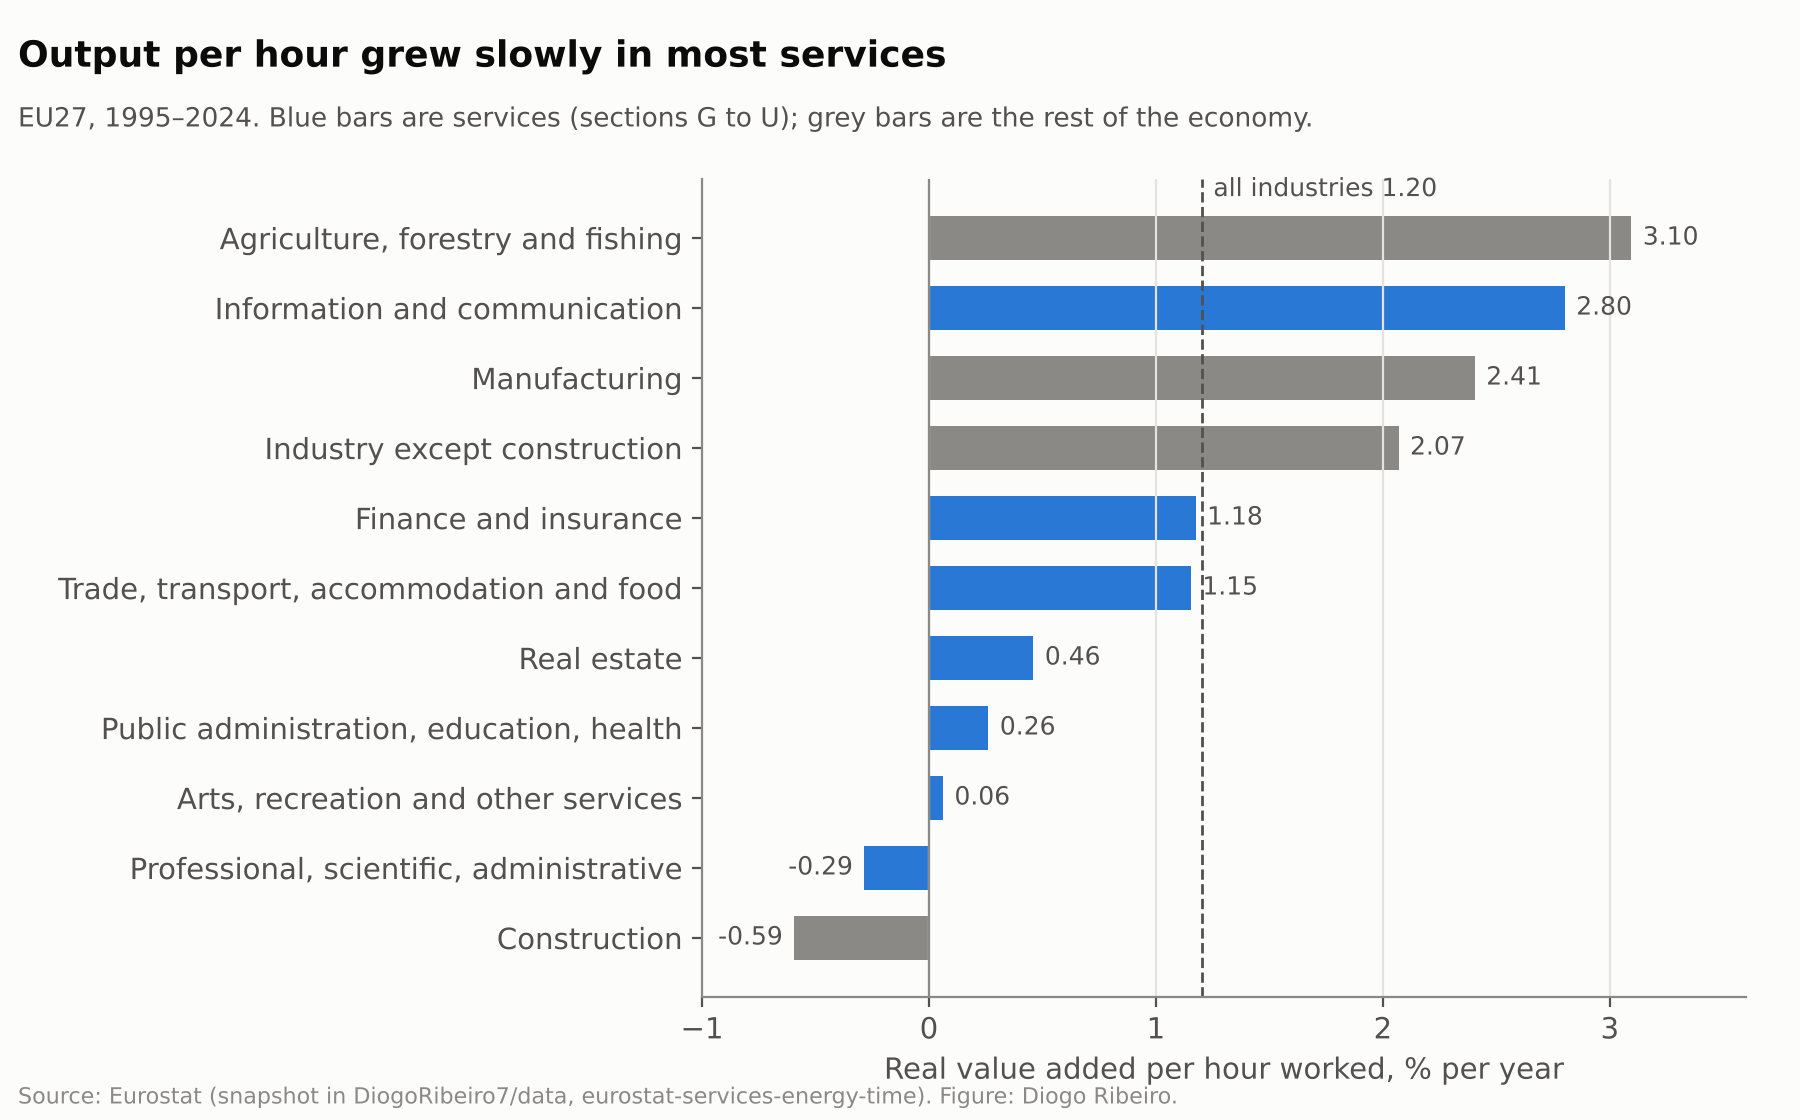 Output per hour grew slowly in most services
EU27, 1995–2024. Blue bars are services (sections G to U); grey bars are the rest of the economy.
all industries 1.20
Agriculture, forestry and fishing 3.10
Information and communication 2.80
Manufacturing 2.41
Industry except construction 2.07
Finance and insurance 1.18
Trade, transport, accommodation and food 1.15
Real estate 0.46
Public administration, education, health 0.26
Arts, recreation and other services 0.06
Professional, scientific, administrative -0.29
Construction -0.59
−1 0 1 2 3
Real value added per hour worked, % per year
Source: Eurostat (snapshot in DiogoRibeiro7/data, eurostat-services-energy-time). Figure: Diogo Ribeiro.